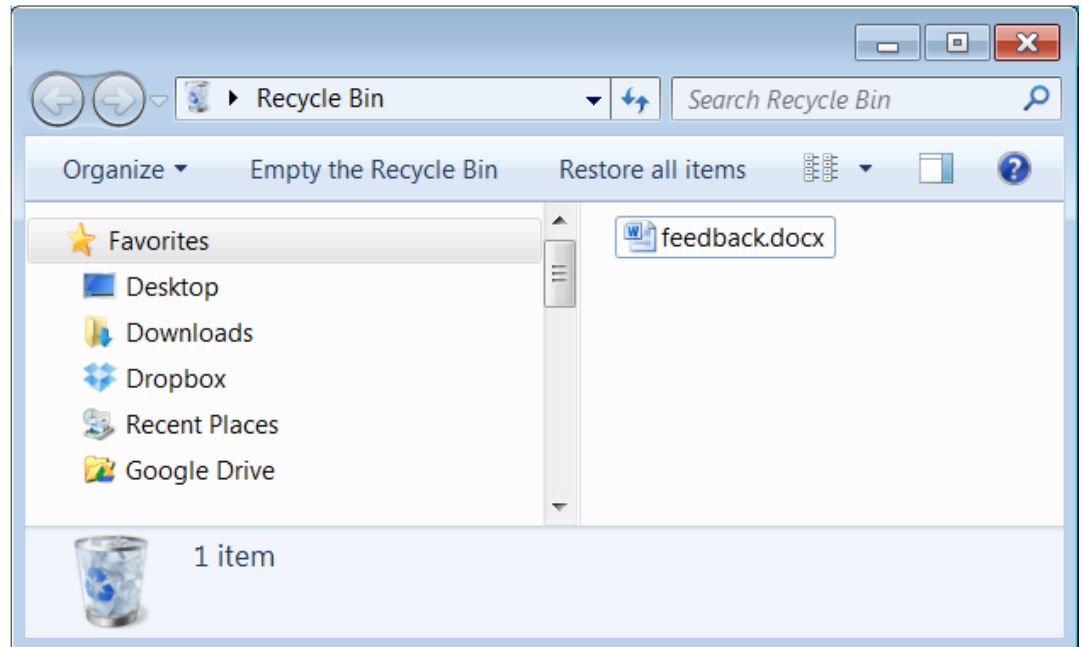 Recycle Bin
Search Recycle Bin
Organize
Empty the Recycle Bin
Restore all items
Favorites
Desktop
Downloads
Dropbox
Recent Places
Google Drive
feedback.docx
1 item